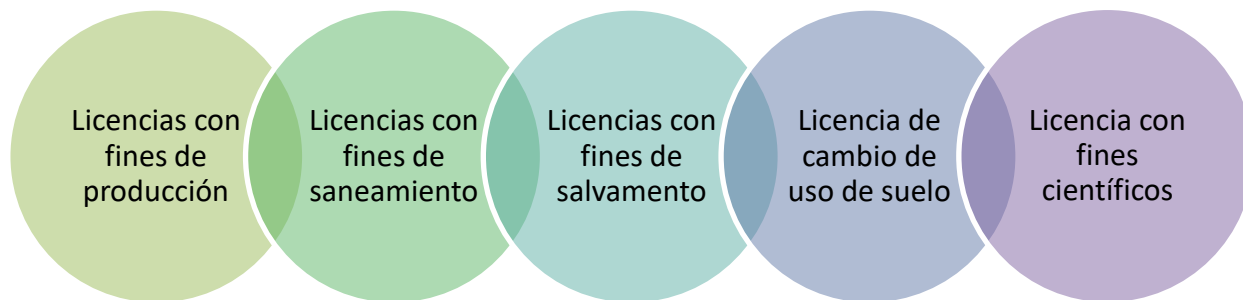 Licencias con
fines de
producción
Licencias con
fines de
saneamiento
Licencias con
fines de
salvamento
Licencia de
cambio de
uso de suelo
Licencia con
fines
científicos